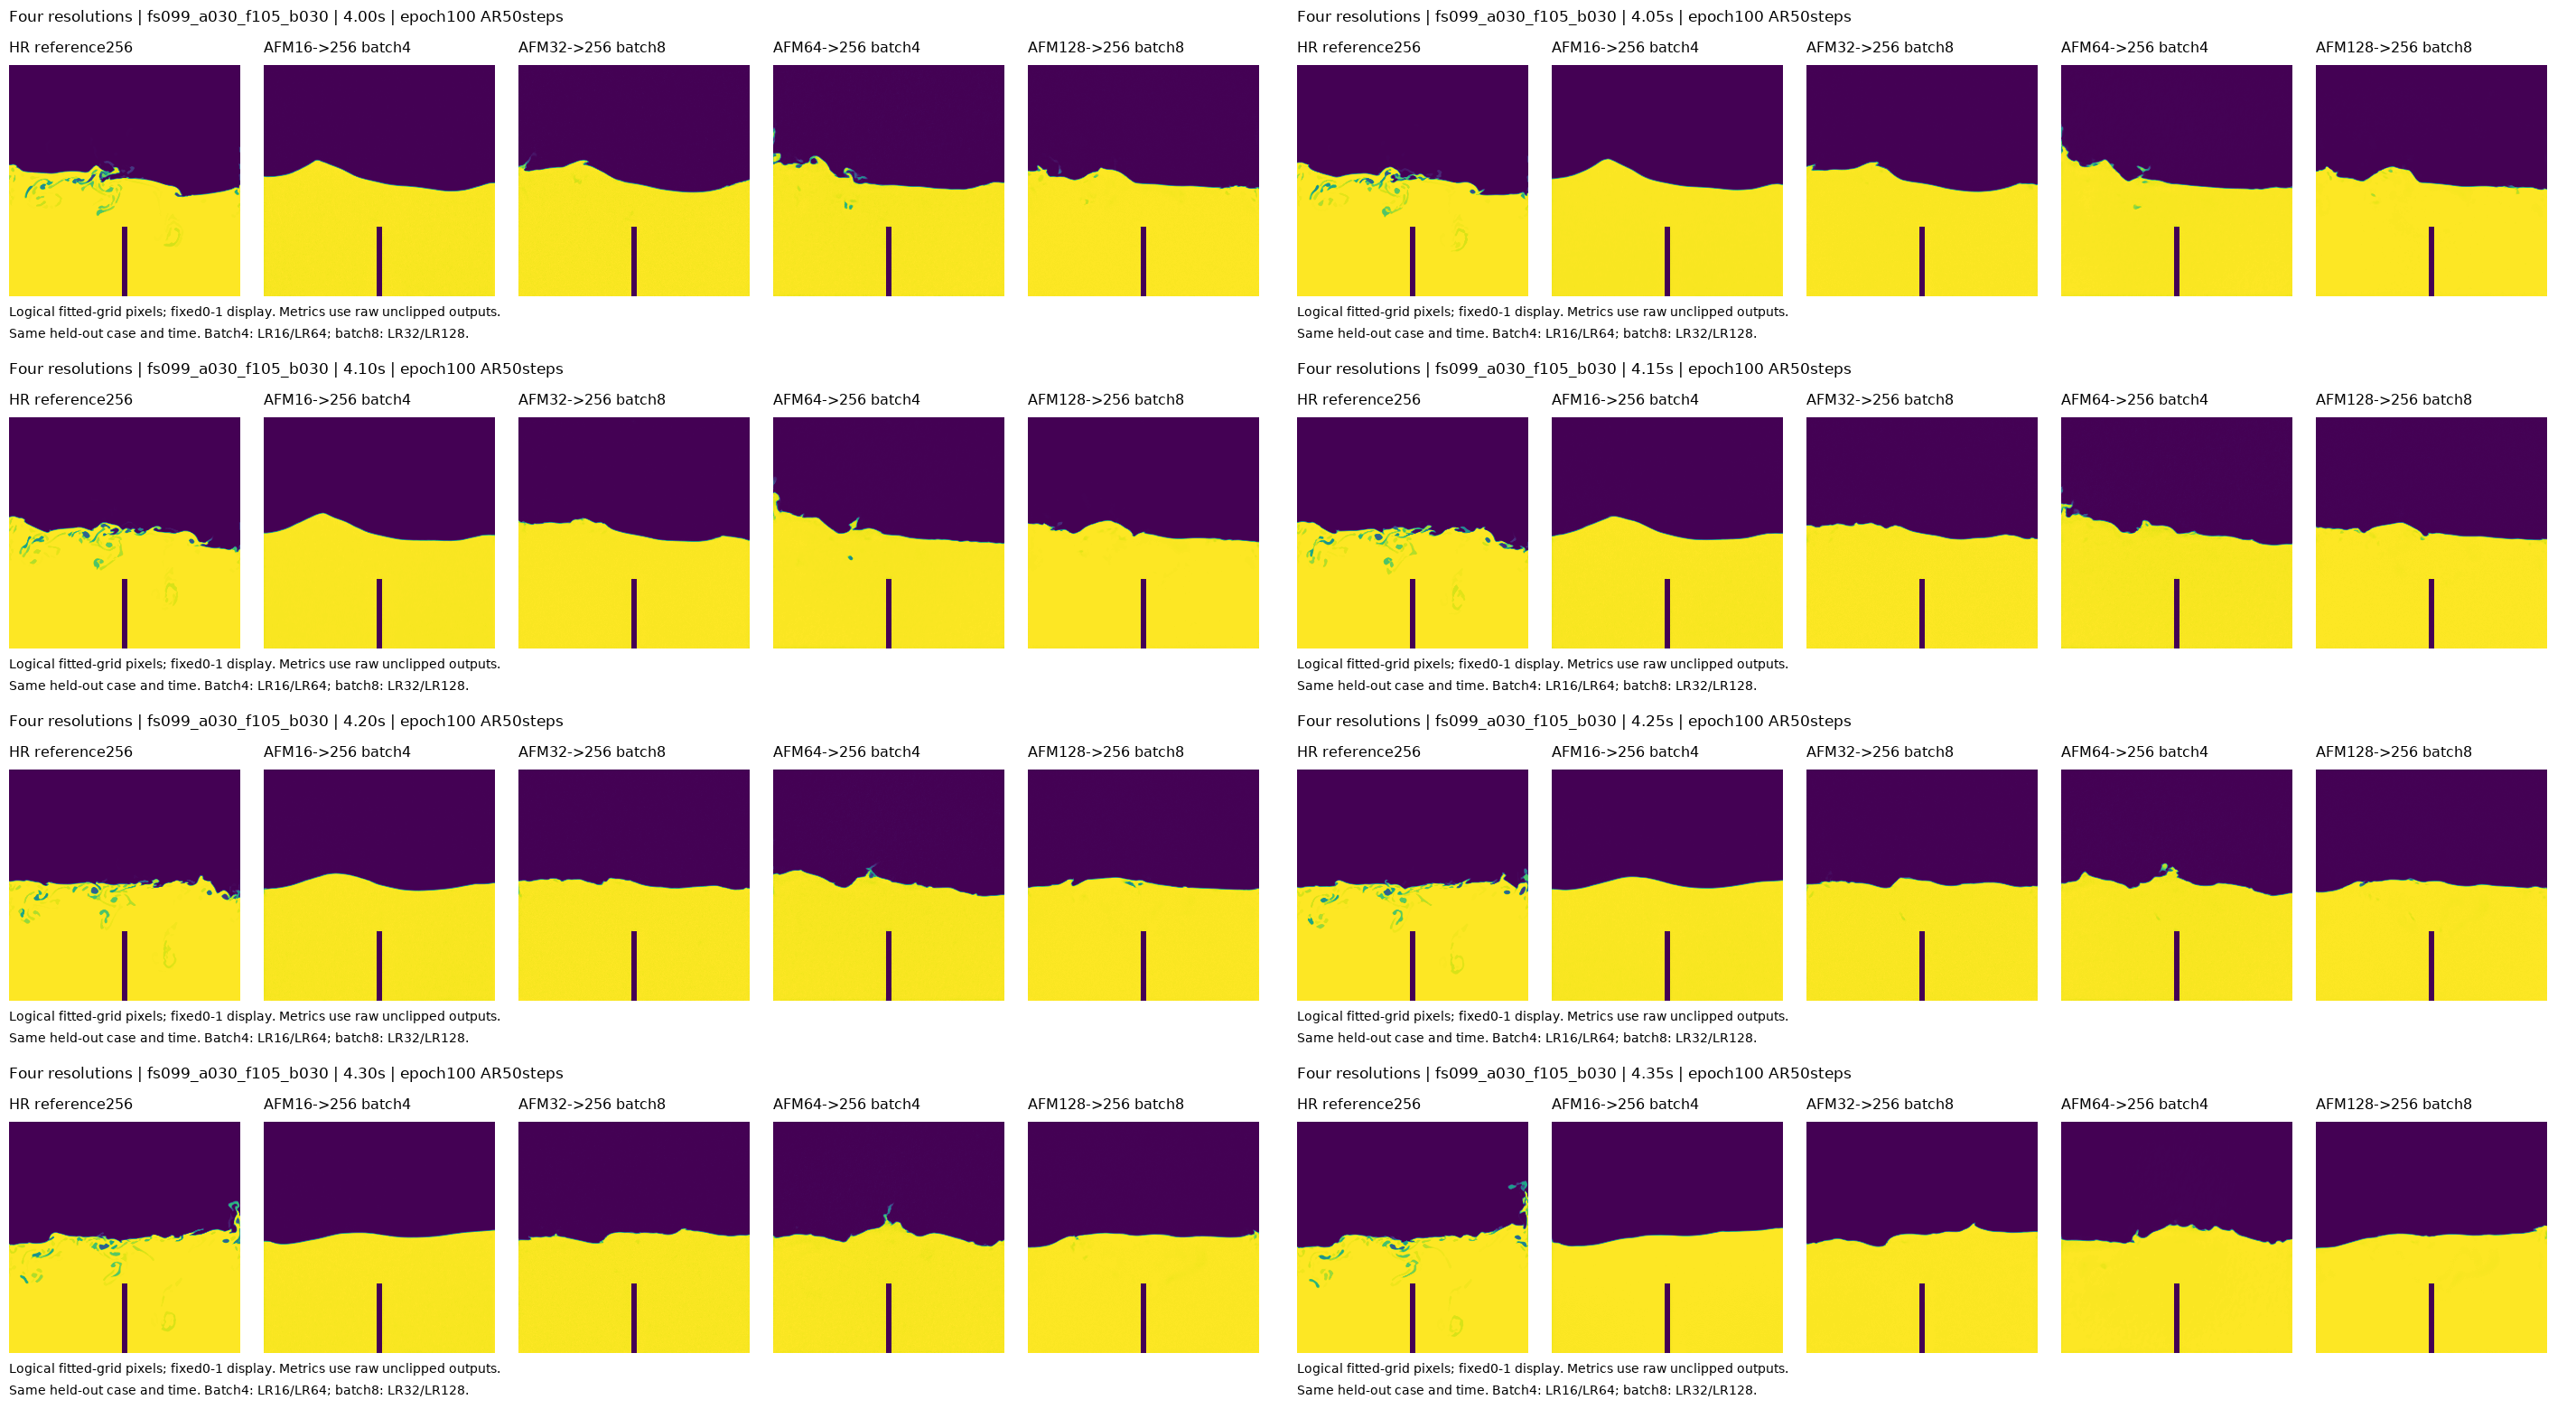 Four resolutions | fs099_a030_f105_b030 | 4.00s | epoch100 AR50steps
HR reference256 AFM16->256 batch4 AFM32->256 batch8 AFM64->256 batch4 AFM128->256 batch8
Logical fitted-grid pixels; fixed0-1 display. Metrics use raw unclipped outputs.
Same held-out case and time. Batch4: LR16/LR64; batch8: LR32/LR128.
Four resolutions | fs099_a030_f105_b030 | 4.05s | epoch100 AR50steps
HR reference256 AFM16->256 batch4 AFM32->256 batch8 AFM64->256 batch4 AFM128->256 batch8
Logical fitted-grid pixels; fixed0-1 display. Metrics use raw unclipped outputs.
Same held-out case and time. Batch4: LR16/LR64; batch8: LR32/LR128.
Four resolutions | fs099_a030_f105_b030 | 4.10s | epoch100 AR50steps
HR reference256 AFM16->256 batch4 AFM32->256 batch8 AFM64->256 batch4 AFM128->256 batch8
Logical fitted-grid pixels; fixed0-1 display. Metrics use raw unclipped outputs.
Same held-out case and time. Batch4: LR16/LR64; batch8: LR32/LR128.
Four resolutions | fs099_a030_f105_b030 | 4.15s | epoch100 AR50steps
HR reference256 AFM16->256 batch4 AFM32->256 batch8 AFM64->256 batch4 AFM128->256 batch8
Logical fitted-grid pixels; fixed0-1 display. Metrics use raw unclipped outputs.
Same held-out case and time. Batch4: LR16/LR64; batch8: LR32/LR128.
Four resolutions | fs099_a030_f105_b030 | 4.20s | epoch100 AR50steps
HR reference256 AFM16->256 batch4 AFM32->256 batch8 AFM64->256 batch4 AFM128->256 batch8
Logical fitted-grid pixels; fixed0-1 display. Metrics use raw unclipped outputs.
Same held-out case and time. Batch4: LR16/LR64; batch8: LR32/LR128.
Four resolutions | fs099_a030_f105_b030 | 4.25s | epoch100 AR50steps
HR reference256 AFM16->256 batch4 AFM32->256 batch8 AFM64->256 batch4 AFM128->256 batch8
Logical fitted-grid pixels; fixed0-1 display. Metrics use raw unclipped outputs.
Same held-out case and time. Batch4: LR16/LR64; batch8: LR32/LR128.
Four resolutions | fs099_a030_f105_b030 | 4.30s | epoch100 AR50steps
HR reference256 AFM16->256 batch4 AFM32->256 batch8 AFM64->256 batch4 AFM128->256 batch8
Logical fitted-grid pixels; fixed0-1 display. Metrics use raw unclipped outputs.
Same held-out case and time. Batch4: LR16/LR64; batch8: LR32/LR128.
Four resolutions | fs099_a030_f105_b030 | 4.35s | epoch100 AR50steps
HR reference256 AFM16->256 batch4 AFM32->256 batch8 AFM64->256 batch4 AFM128->256 batch8
Logical fitted-grid pixels; fixed0-1 display. Metrics use raw unclipped outputs.
Same held-out case and time. Batch4: LR16/LR64; batch8: LR32/LR128.